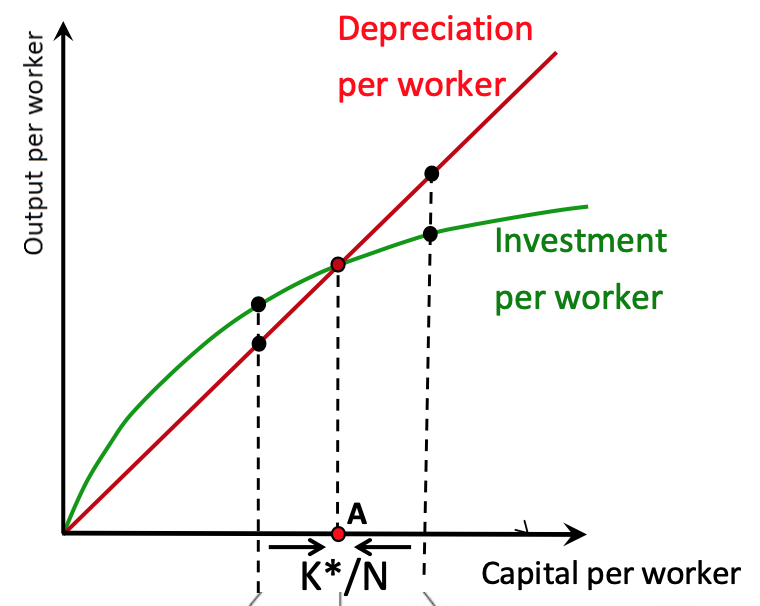 Depreciation
per worker
Output per worker
Investment
per worker
A
K*/N
Capital per worker